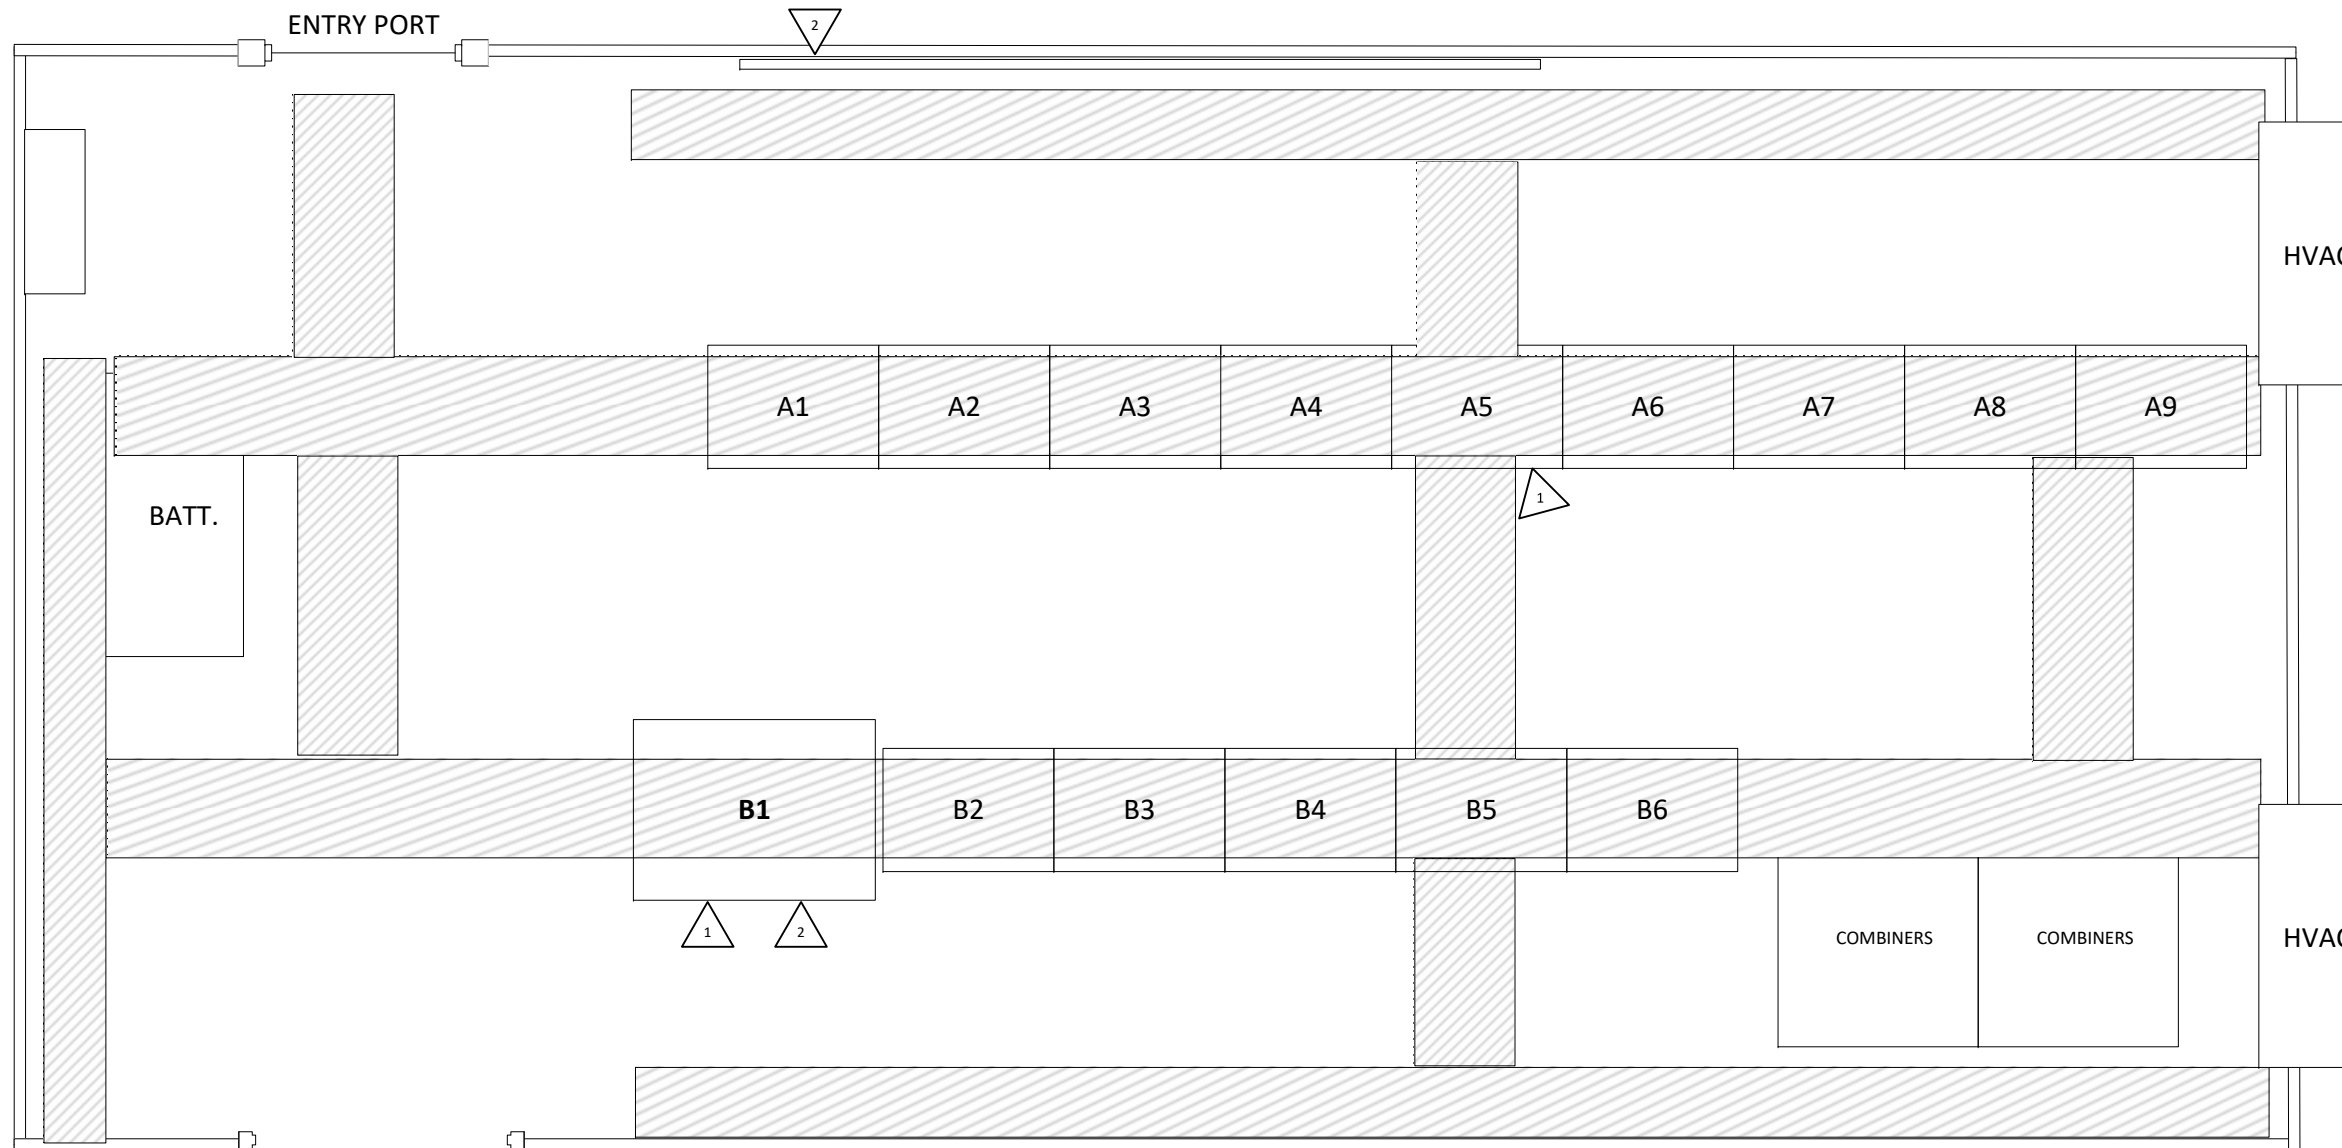 ENTRY PORT
2
HVAC
A1 A2 A3 A4 A5 A6 A7 A8 A9
1
BATT.
B1 B2 B3 B4 B5 B6
1 2
COMBINERS COMBINERS
HVAC